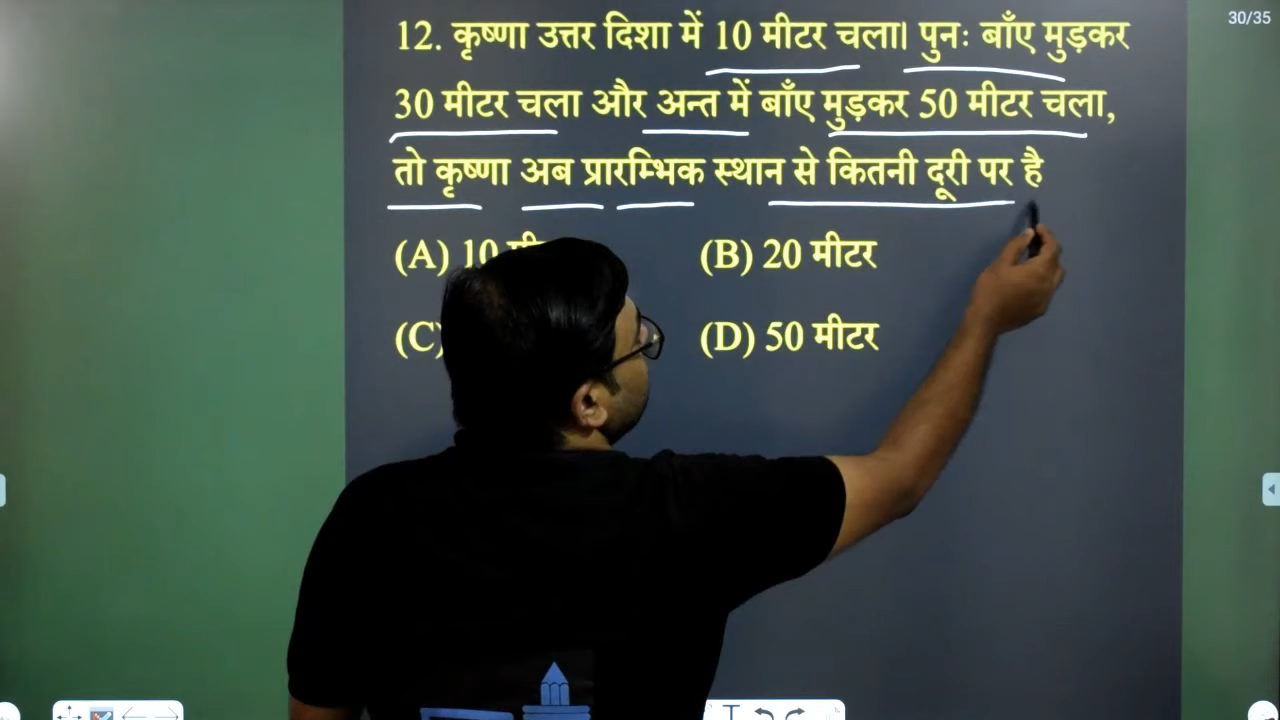 30/35
12. कृष्णा उत्तर दिशा में 10 मीटर चला। पुनः बाँए मुड़कर
30 मीटर चला और अन्त में बाँए मुड़कर 50 मीटर चला,
तो कृष्णा अब प्रारम्भिक स्थान से कितनी दूरी पर है
(A) 10 (B) 20 मीटर
(C) (D) 50 मीटर